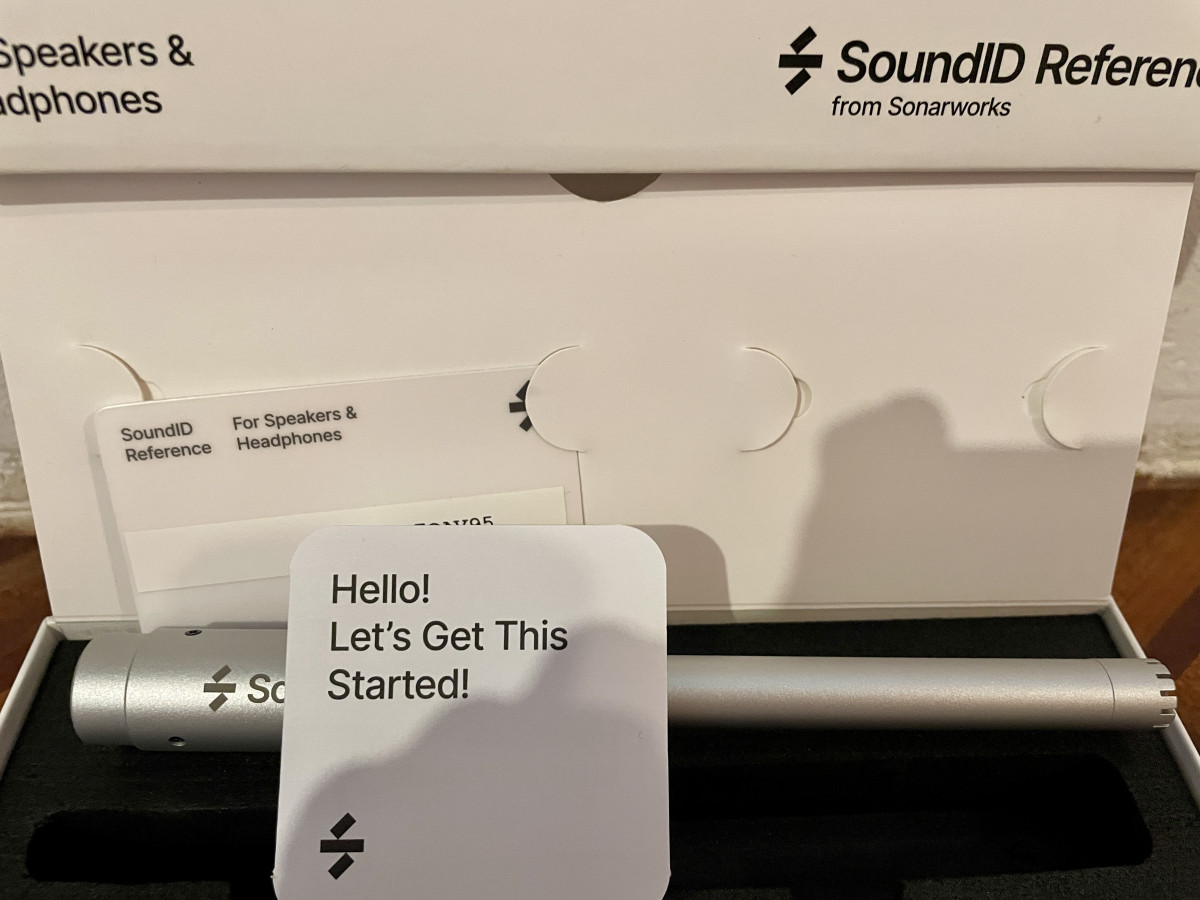 Speakers &
adphones
SoundID Referenc
from Sonarworks
SoundID
Reference
For Speakers &
Headphones
Hello!
Let's Get This
Started!
So